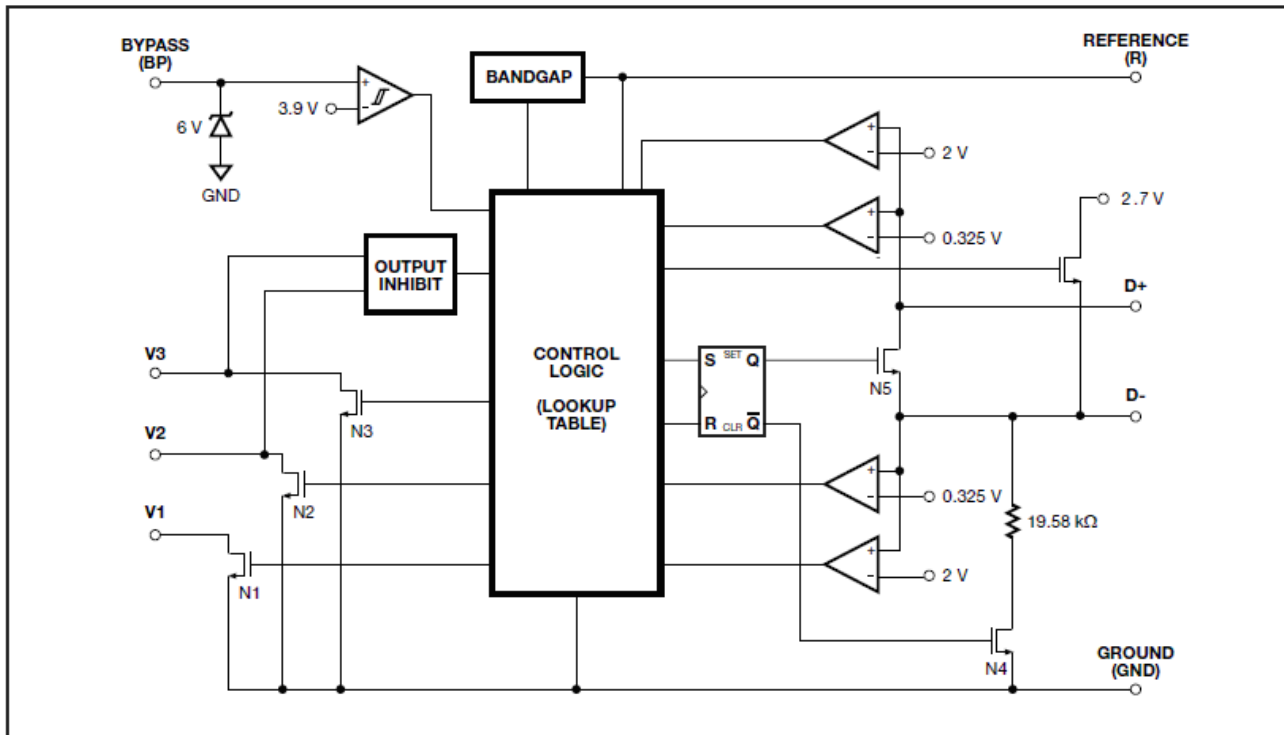 BYPASS
(BP)
REFERENCE
(R)
BANDGAP
3.9 V
+
−
6 V
GND
+
−
2 V
2.7 V
+
−
0.325 V
OUTPUT
INHIBIT
D+
V3
CONTROL
LOGIC
(LOOKUP
TABLE)
S SET Q
R CLR Q̅
N5
D-
N3
V2
N2
+
−
0.325 V
19.58 kΩ
V1
N1
+
−
2 V
N4
GROUND
(GND)